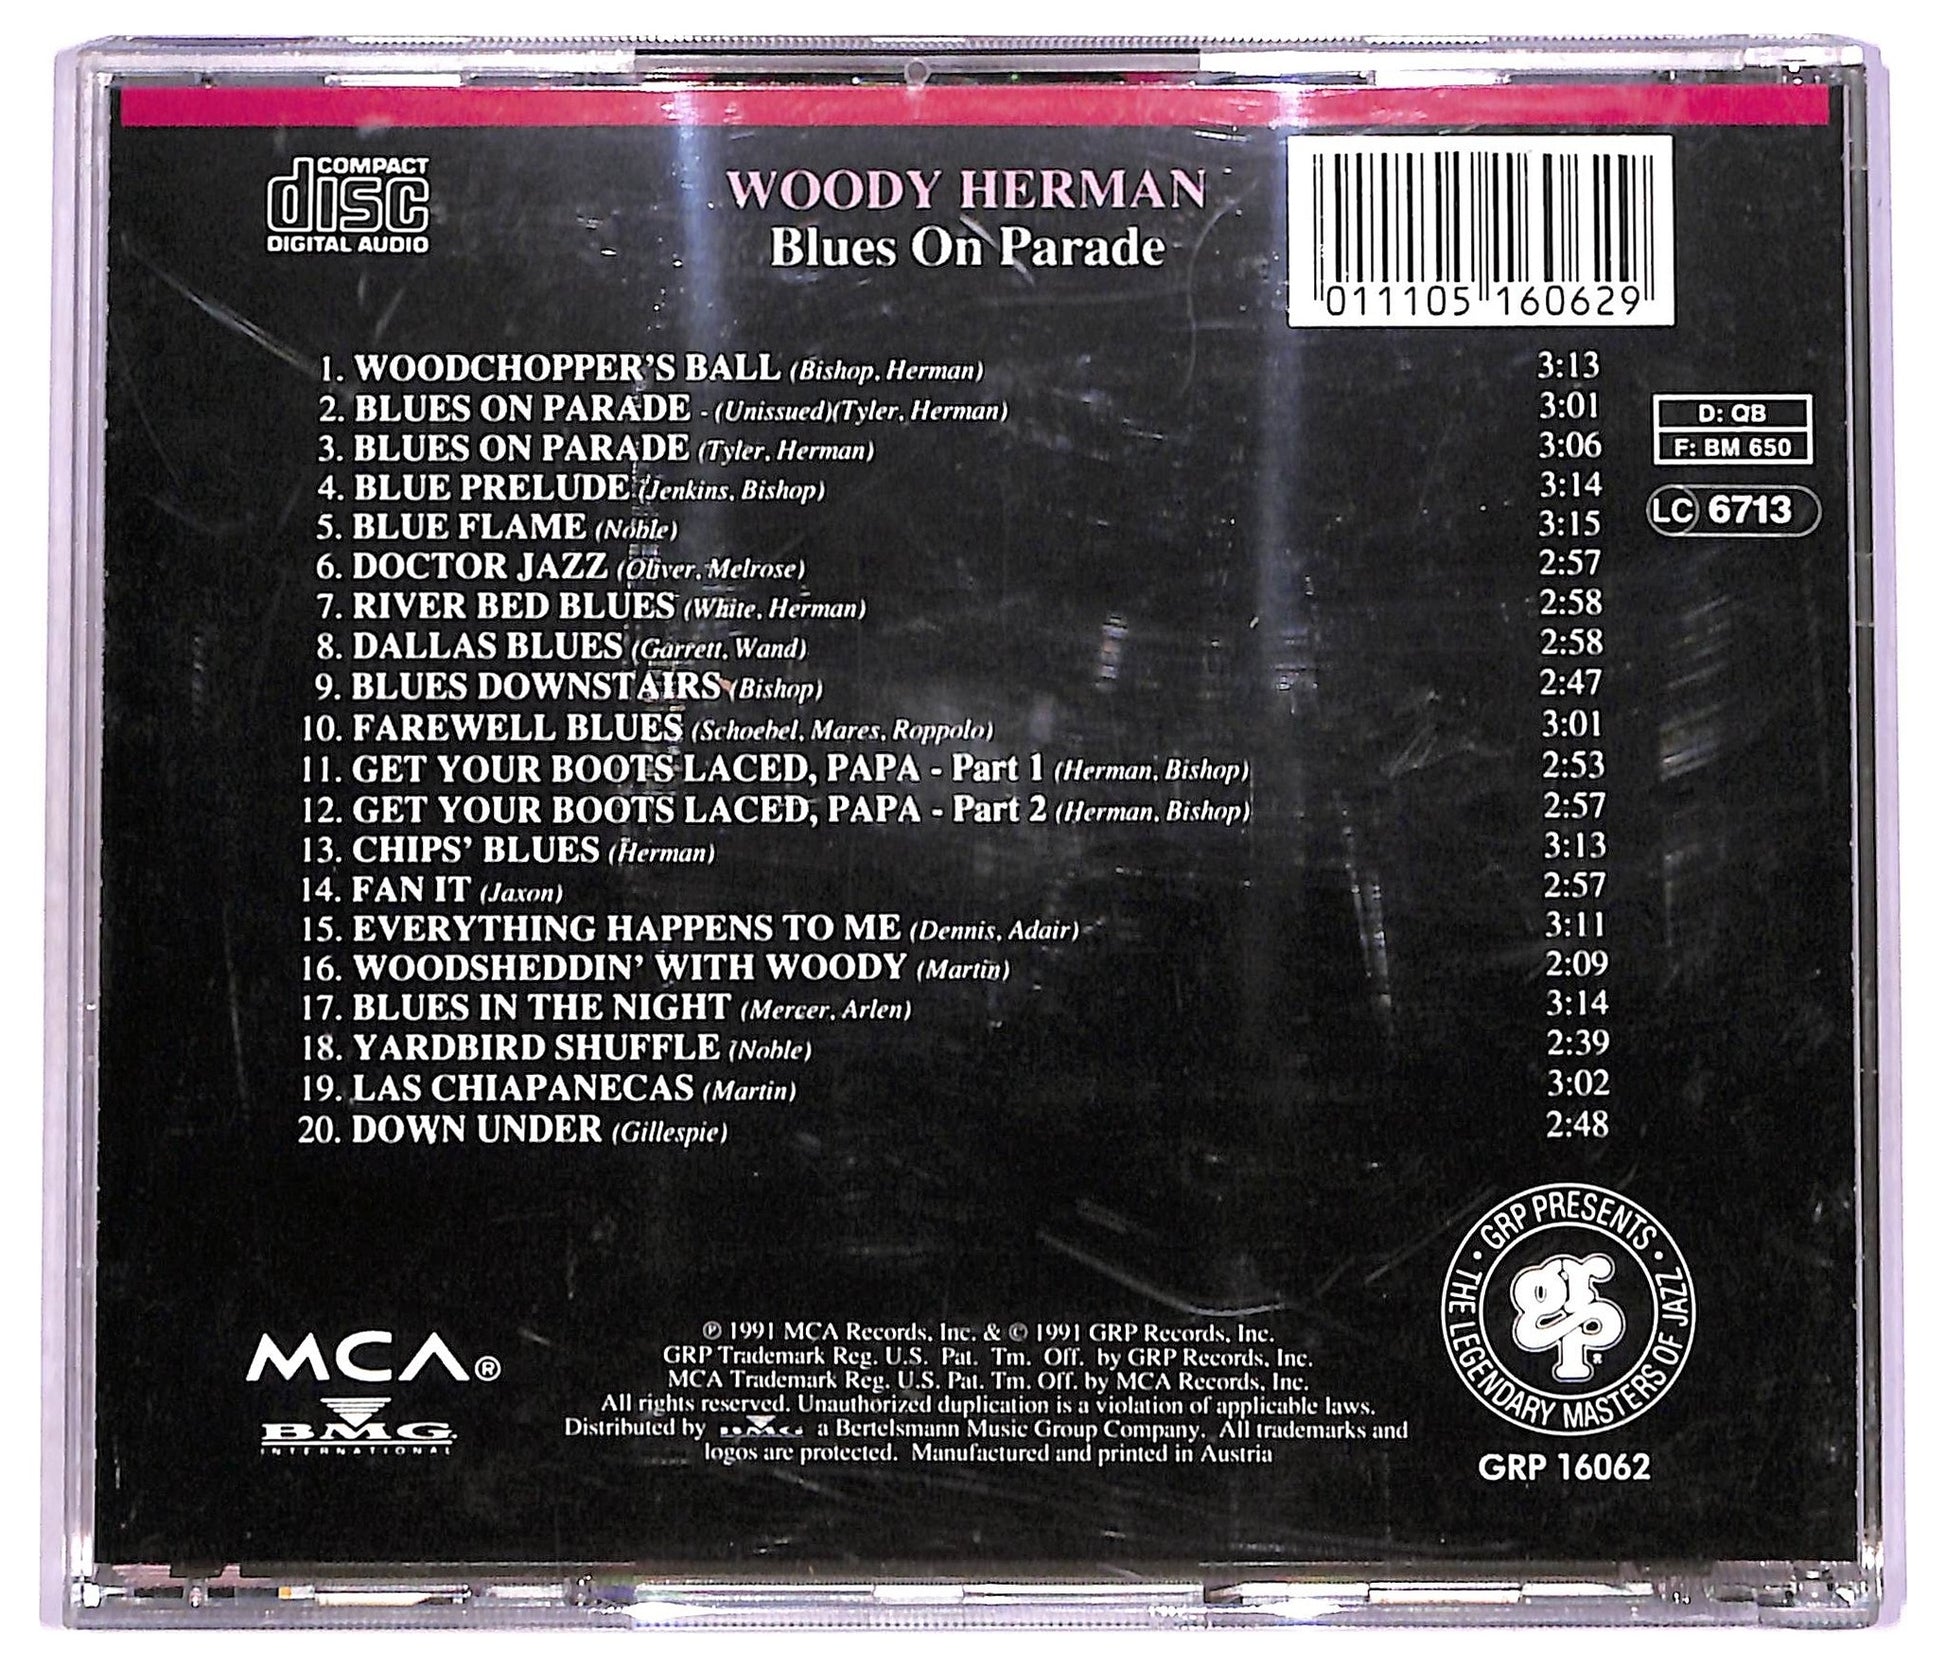 COMPACT
disc
DIGITAL AUDIO
WOODY HERMAN
Blues On Parade
011105 160629
1. WOODCHOPPER'S BALL (Bishop, Herman) 3:13
2. BLUES ON PARADE - (Unissued)(Tyler, Herman) 3:01
3. BLUES ON PARADE (Tyler, Herman) 3:06
4. BLUE PRELUDE (Jenkins, Bishop) 3:14
5. BLUE FLAME (Noble) 3:15
6. DOCTOR JAZZ (Oliver, Melrose) 2:57
7. RIVER BED BLUES (White, Herman) 2:58
8. DALLAS BLUES (Garrett, Wand) 2:58
9. BLUES DOWNSTAIRS (Bishop) 2:47
10. FAREWELL BLUES (Schoebel, Mares, Roppolo) 3:01
11. GET YOUR BOOTS LACED, PAPA - Part 1 (Herman, Bishop) 2:53
12. GET YOUR BOOTS LACED, PAPA - Part 2 (Herman, Bishop) 2:57
13. CHIPS' BLUES (Herman) 3:13
14. FAN IT (Jaxon) 2:57
15. EVERYTHING HAPPENS TO ME (Dennis, Adair) 3:11
16. WOODSHEDDIN' WITH WOODY (Martin) 2:09
17. BLUES IN THE NIGHT (Mercer, Arlen) 3:14
18. YARDBIRD SHUFFLE (Noble) 2:39
19. LAS CHIAPANECAS (Martin) 3:02
20. DOWN UNDER (Gillespie) 2:48
D: QB
F: BM 650
LC 6713
MCA®
BMG
INTERNATIONAL
℗ 1991 MCA Records, Inc. & © 1991 GRP Records, Inc.
GRP Trademark Reg. U.S. Pat. Tm. Off. by GRP Records, Inc.
MCA Trademark Reg. U.S. Pat. Tm. Off. by MCA Records, Inc.
All rights reserved. Unauthorized duplication is a violation of applicable laws.
Distributed by BMG a Bertelsmann Music Group Company. All trademarks and
logos are protected. Manufactured and printed in Austria
· GRP PRESENTS ·
THE LEGENDARY MASTERS OF JAZZ
grp®
GRP 16062